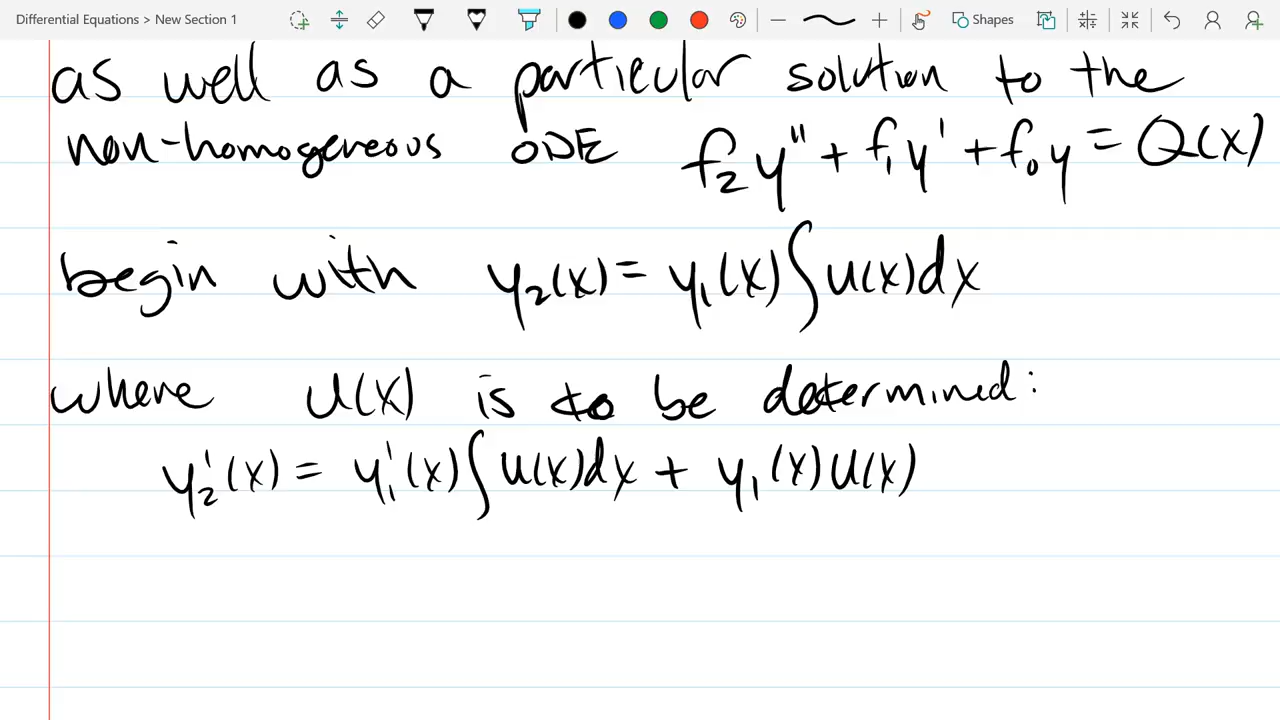 Differential Equations > New Section 1
Shapes
as well as a particular solution to the
non-homogeneous ODE f₂y'' + f₁y' + f₀y = Q(x)
begin with y₂(x) = y₁(x)∫u(x)dx
where u(x) is to be determined:
y₂'(x) = y₁'(x)∫u(x)dx + y₁(x)u(x)